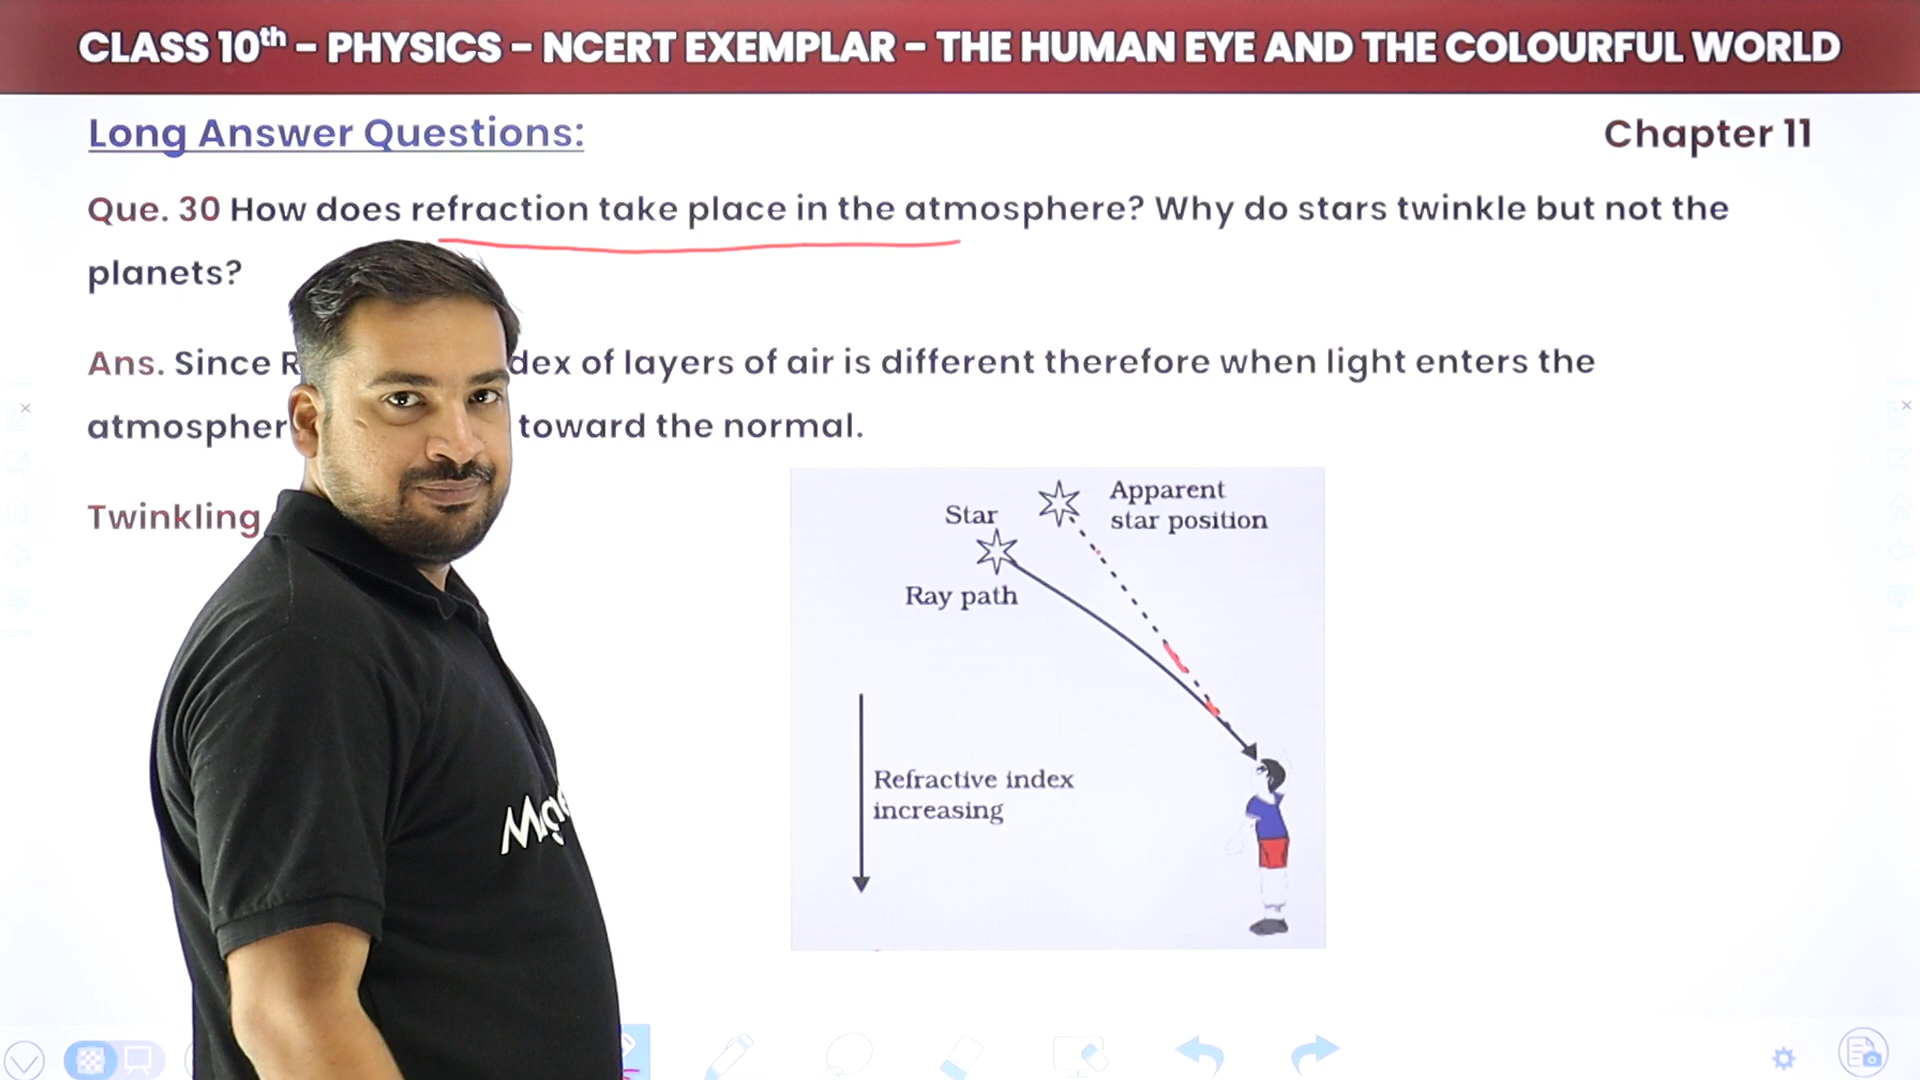 CLASS 10th – PHYSICS – NCERT EXEMPLAR – THE HUMAN EYE AND THE COLOURFUL WORLD
Long Answer Questions:
Chapter 11
Que. 30 How does refraction take place in the atmosphere? Why do stars twinkle but not the
planets?
Ans. Since R dex of layers of air is different therefore when light enters the
atmospher toward the normal.
Twinkling
Star
Apparent
star position
Ray path
Refractive index
increasing